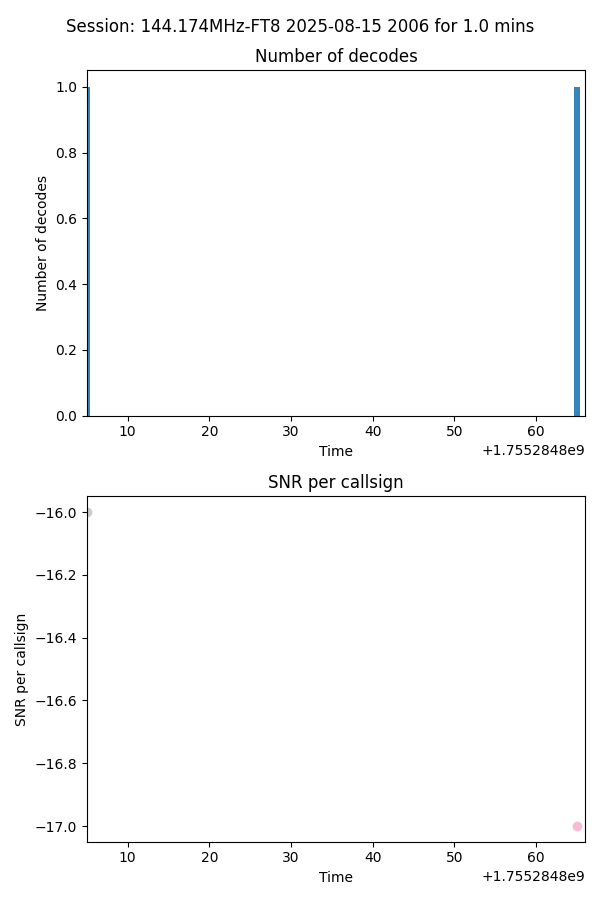 Session: 144.174MHz-FT8 2025-08-15 2006 for 1.0 mins
Number of decodes
1.0
0.8
0.6
0.4
0.2
0.0
Number of decodes
10 20 30 40 50 60
Time
+1.7552848e9
SNR per callsign
−16.0
−16.2
−16.4
−16.6
−16.8
−17.0
SNR per callsign
10 20 30 40 50 60
Time
+1.7552848e9